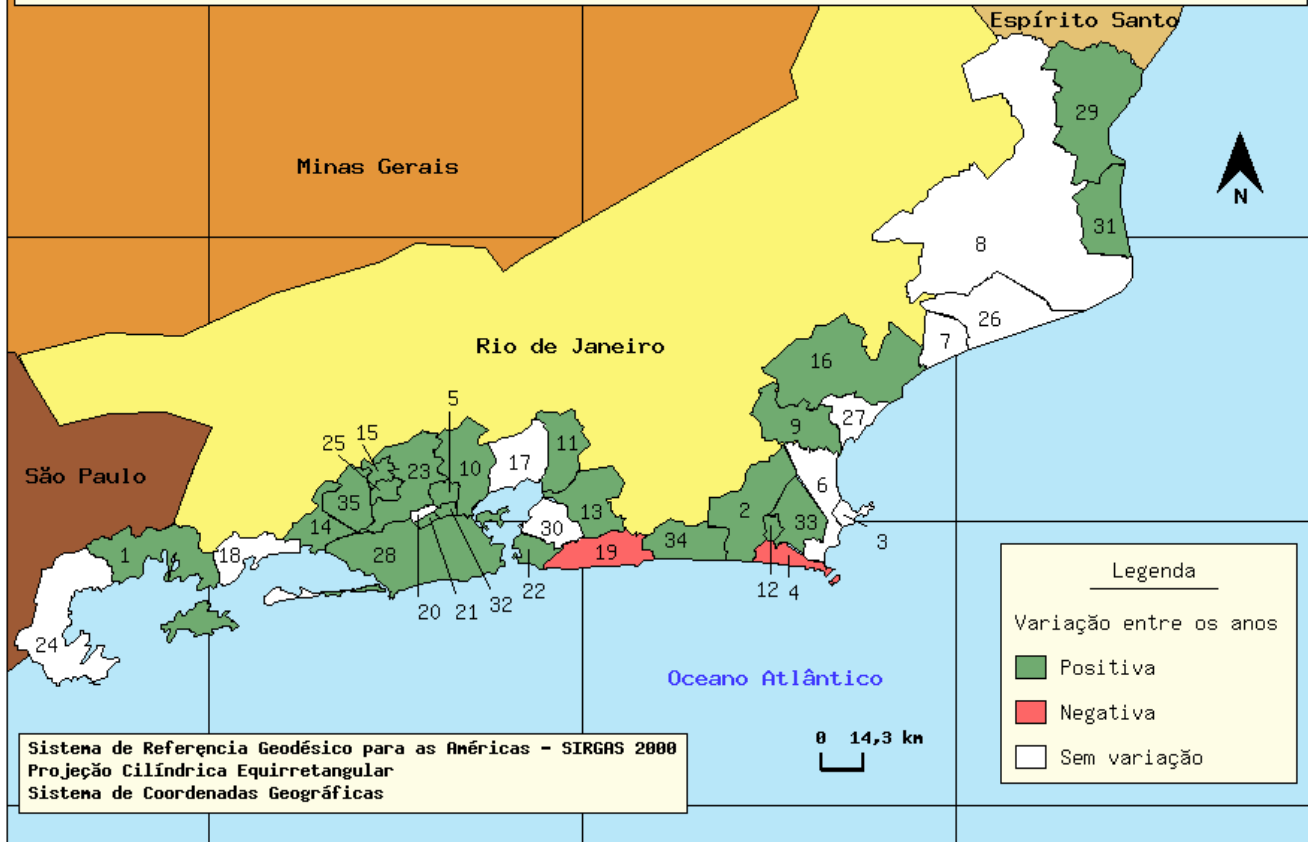 Espírito Santo
Minas Gerais
29
N
31
8
26
7
Rio de Janeiro
16
5
27
15
9
25
11
23
10
17
São Paulo
35
6
2
13
33
14
30
28
34
3
1
18
19
12
4
22
32
20
21
24
Oceano Atlântico
0 14,3 km
Legenda
Variação entre os anos
Positiva
Negativa
Sem variação
Sistema de Referência Geodésico para as Américas - SIRGAS 2000
Projeção Cilíndrica Equirretangular
Sistema de Coordenadas Geográficas